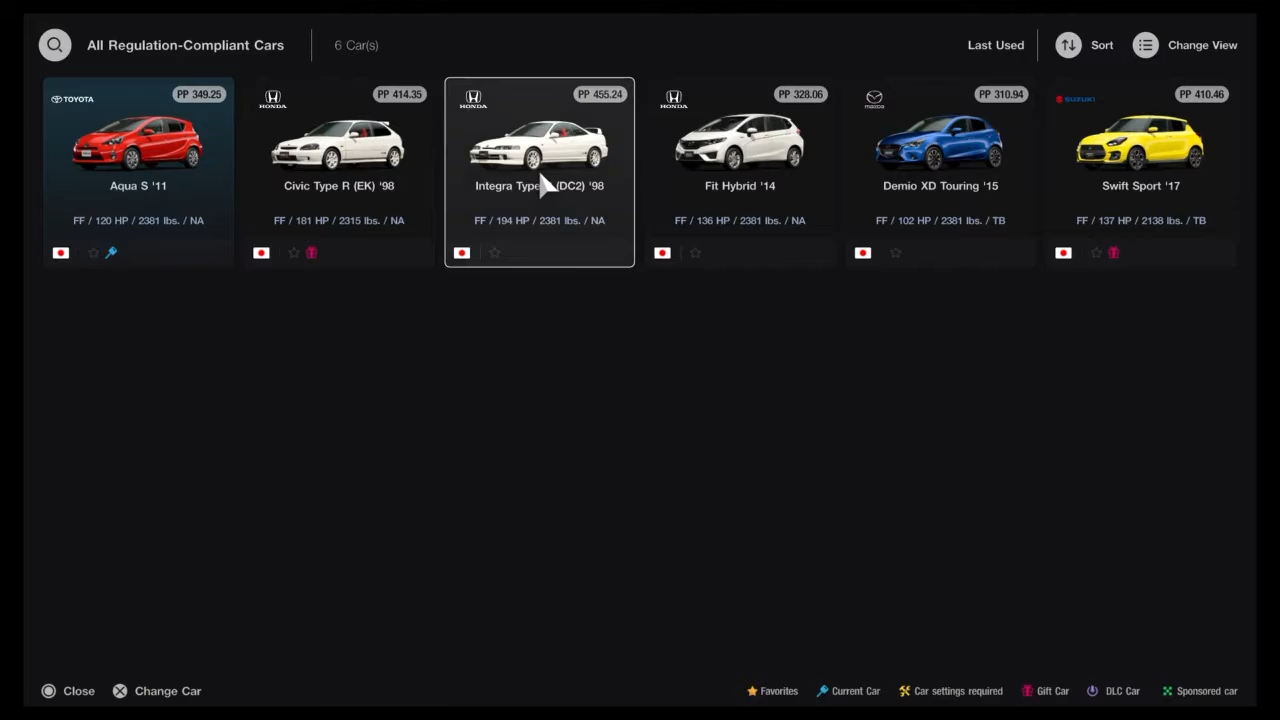 All Regulation-Compliant Cars
6 Car(s)
Last Used
Sort
Change View
TOYOTA
PP 349.25
Aqua S '11
FF / 120 HP / 2381 lbs. / NA
HONDA
PP 414.35
Civic Type R (EK) '98
FF / 181 HP / 2315 lbs. / NA
HONDA
PP 455.24
Integra Type (DC2) '98
FF / 194 HP / 2381 lbs. / NA
HONDA
PP 328.06
Fit Hybrid '14
FF / 136 HP / 2381 lbs. / NA
mazda
PP 310.94
Demio XD Touring '15
FF / 102 HP / 2381 lbs. / TB
SUZUKI
PP 410.46
Swift Sport '17
FF / 137 HP / 2138 lbs. / TB
Close
Change Car
Favorites
Current Car
Car settings required
Gift Car
DLC Car
Sponsored car